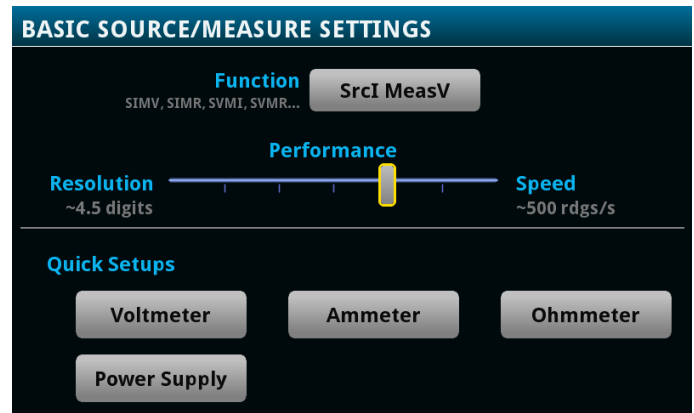 BASIC SOURCE/MEASURE SETTINGS
Function
SIMV, SIMR, SVMI, SVMR...
SrcI MeasV
Performance
Resolution
~4.5 digits
Speed
~500 rdgs/s
Quick Setups
Voltmeter
Ammeter
Ohmmeter
Power Supply